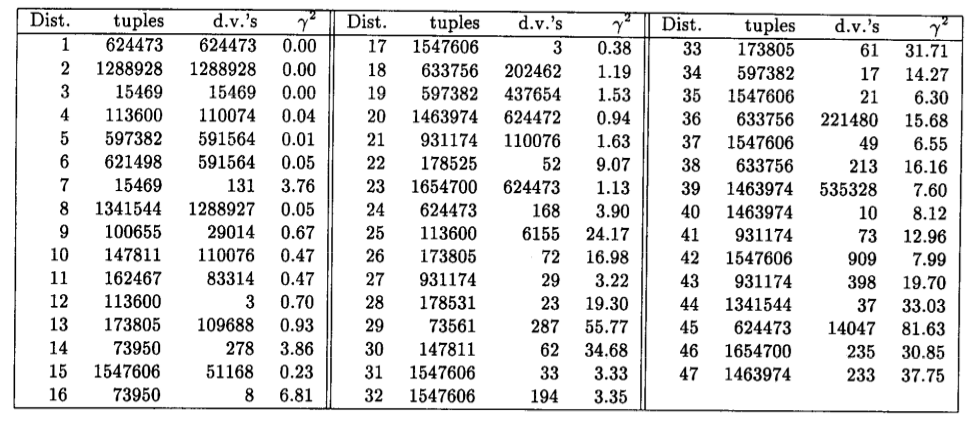 Dist. tuples d.v.'s γ² Dist. tuples d.v.'s γ² Dist. tuples d.v.'s γ²
1 624473 624473 0.00 17 1547606 3 0.38 33 173805 61 31.71
2 1288928 1288928 0.00 18 633756 202462 1.19 34 597382 17 14.27
3 15469 15469 0.00 19 597382 437654 1.53 35 1547606 21 6.30
4 113600 110074 0.04 20 1463974 624472 0.94 36 633756 221480 15.68
5 597382 591564 0.01 21 931174 110076 1.63 37 1547606 49 6.55
6 621498 591564 0.05 22 178525 52 9.07 38 633756 213 16.16
7 15469 131 3.76 23 1654700 624473 1.13 39 1463974 535328 7.60
8 1341544 1288927 0.05 24 624473 168 3.90 40 1463974 10 8.12
9 100655 29014 0.67 25 113600 6155 24.17 41 931174 73 12.96
10 147811 110076 0.47 26 173805 72 16.98 42 1547606 909 7.99
11 162467 83314 0.47 27 931174 29 3.22 43 931174 398 19.70
12 113600 3 0.70 28 178531 23 19.30 44 1341544 37 33.03
13 173805 109688 0.93 29 73561 287 55.77 45 624473 14047 81.63
14 73950 278 3.86 30 147811 62 34.68 46 1654700 235 30.85
15 1547606 51168 0.23 31 1547606 33 3.33 47 1463974 233 37.75
16 73950 8 6.81 32 1547606 194 3.35